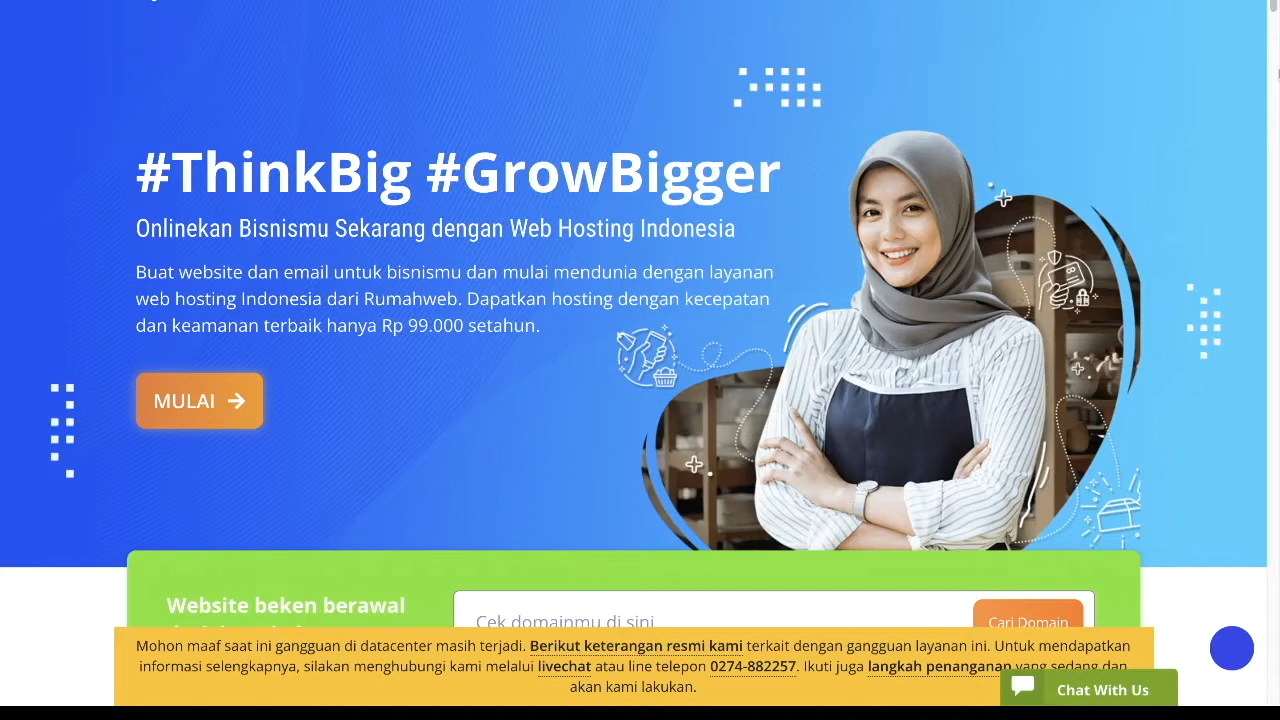 #ThinkBig #GrowBigger
Onlinekan Bisnismu Sekarang dengan Web Hosting Indonesia
Buat website dan email untuk bisnismu dan mulai mendunia dengan layanan
web hosting Indonesia dari Rumahweb. Dapatkan hosting dengan kecepatan
dan keamanan terbaik hanya Rp 99.000 setahun.
MULAI
Website beken berawal
Cek domainmu di sini
Cari Domain
Mohon maaf saat ini gangguan di datacenter masih terjadi. Berikut keterangan resmi kami terkait dengan gangguan layanan ini. Untuk mendapatkan
informasi selengkapnya, silakan menghubungi kami melalui livechat atau line telepon 0274-882257. Ikuti juga langkah penanganan yang sedang dan
akan kami lakukan.
Chat With Us